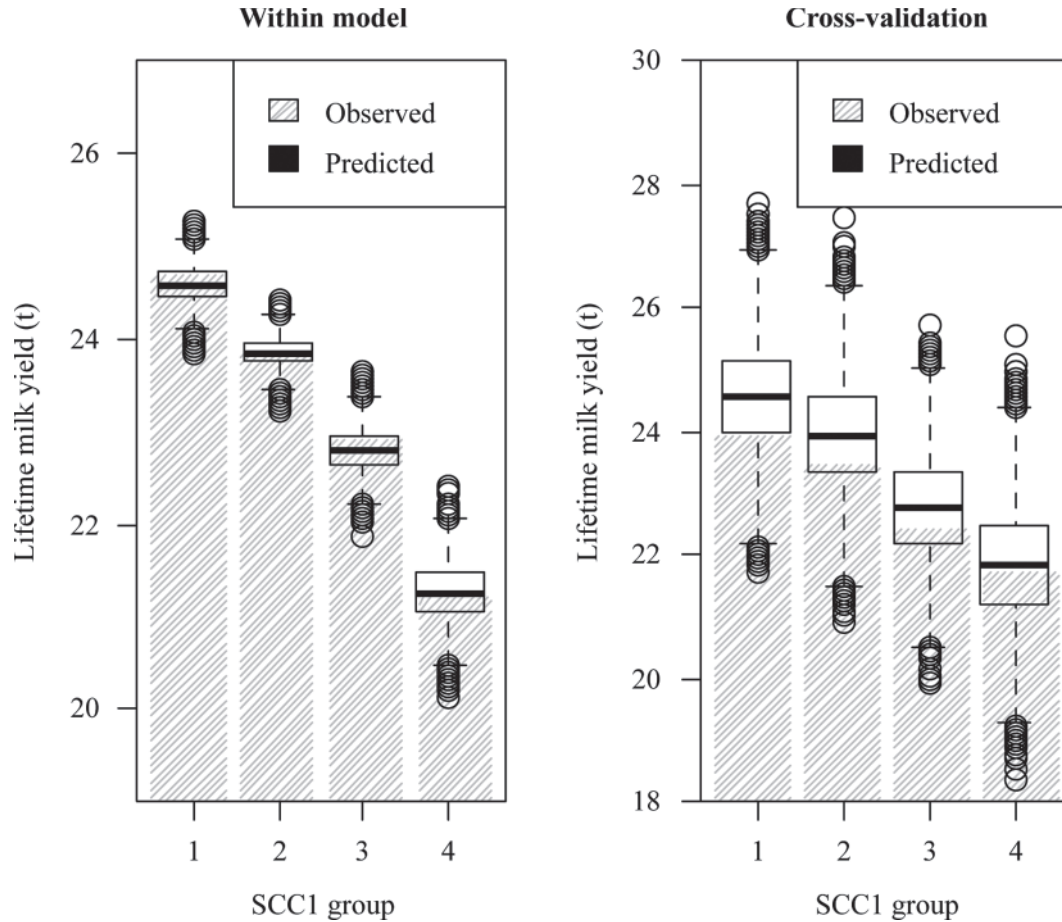 Within model
Observed
Predicted
26
24
22
20
Lifetime milk yield (t)
1 2 3 4
SCC1 group
Cross-validation
Observed
Predicted
30
28
26
24
22
20
18
Lifetime milk yield (t)
1 2 3 4
SCC1 group